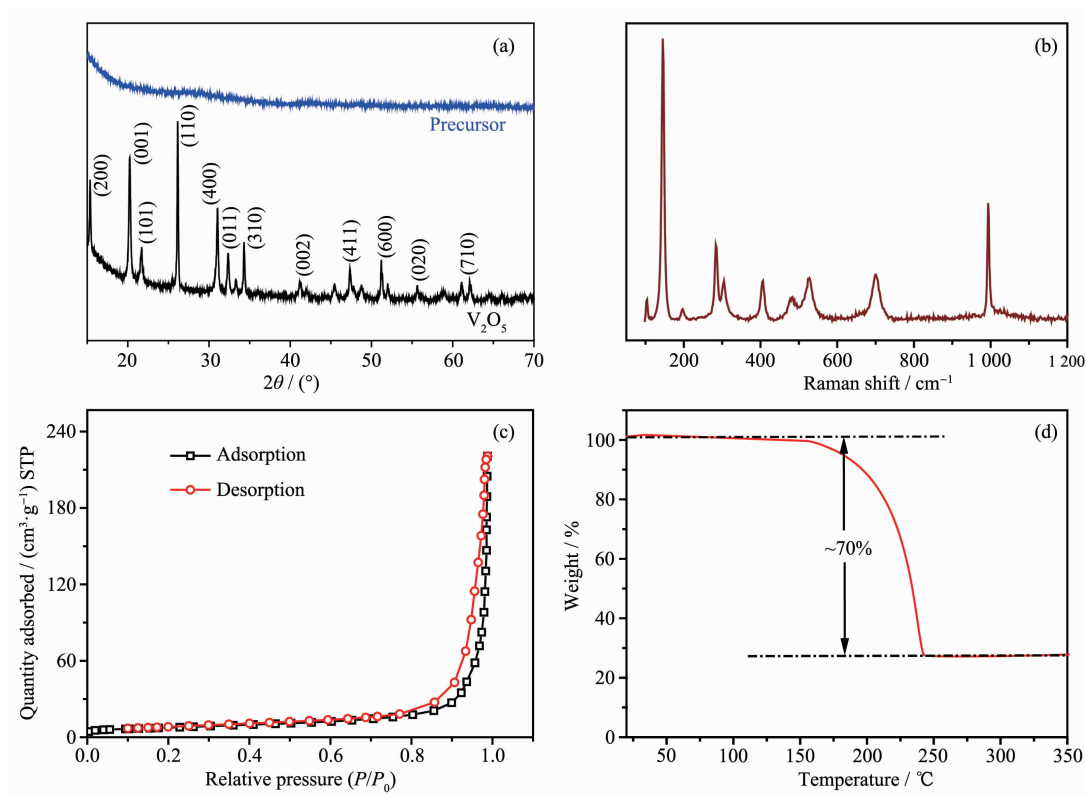 (a)
Precursor
(200)
(001)
(101)
(110)
(400)
(011)
(310)
(002)
(411)
(600)
(020)
(710)
V₂O₅
20 30 40 50 60 70
2θ / (°)
(b)
200 400 600 800 1 000 1 200
Raman shift / cm⁻¹
(c)
Quantity adsorbed / (cm³·g⁻¹) STP
240
180
120
60
0
Adsorption
Desorption
0.0 0.2 0.4 0.6 0.8 1.0
Relative pressure (P/P₀)
(d)
Weight / %
100
80
60
40
20
0
~70%
50 100 150 200 250 300 350
Temperature / ℃